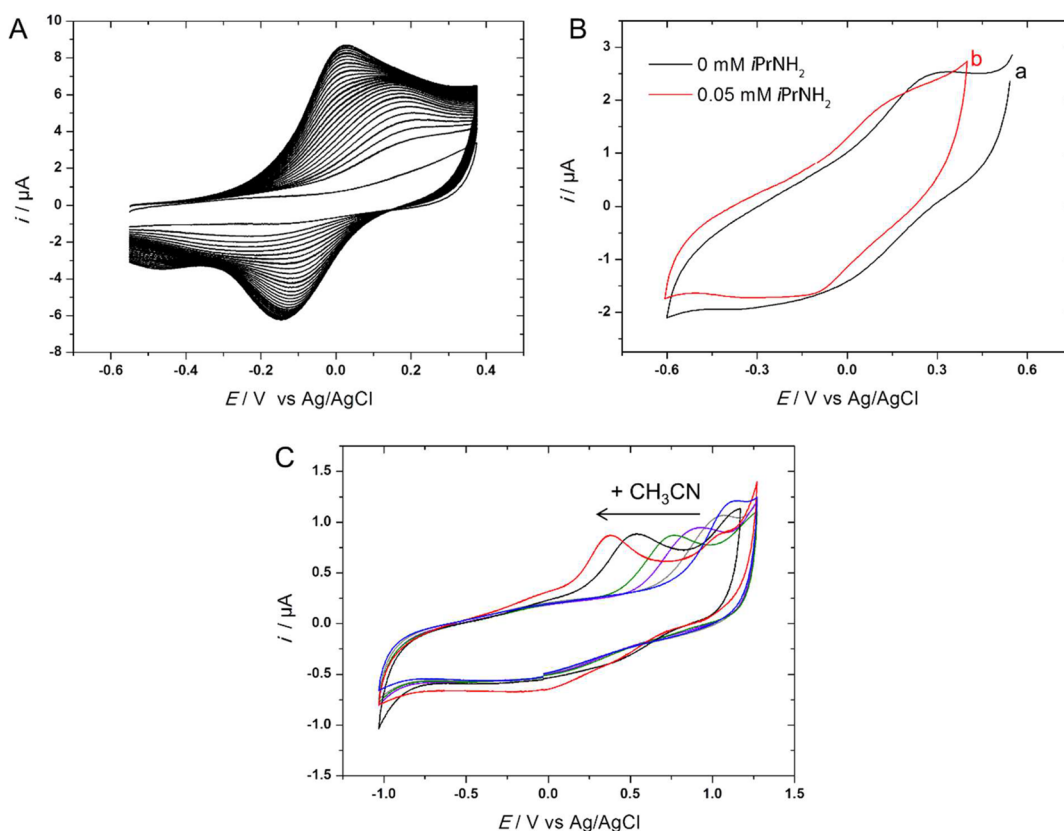 A
i / µA
10
8
6
4
2
0
-2
-4
-6
-8
-0.6
-0.4
-0.2
0.0
0.2
0.4
E / V vs Ag/AgCl
B
i / µA
3
2
1
0
-1
-2
0 mM iPrNH₂
0.05 mM iPrNH₂
b
a
-0.6
-0.3
0.0
0.3
0.6
E / V vs Ag/AgCl
C
i / µA
1.5
1.0
0.5
0.0
-0.5
-1.0
-1.5
+ CH₃CN
-1.0
-0.5
0.0
0.5
1.0
1.5
E / V vs Ag/AgCl